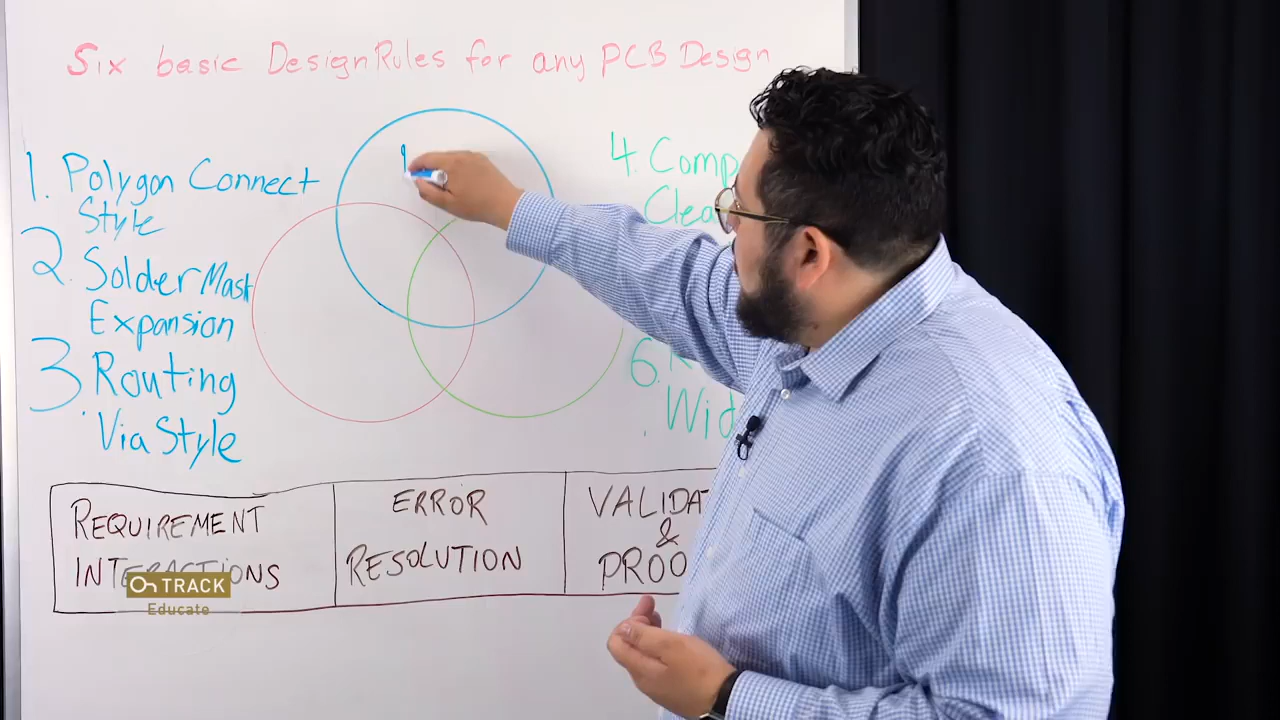 Six basic Design Rules for any PCB Design
1. Polygon Connect
Style
2. Solder Mask
Expansion
3 Routing
Via Style
4. Comp
Clea
6.
Wid
REQUIREMENT
INTERACTIONS
ERROR
RESOLUTION
VALIDAT
&
PROO
On TRACK
Educate